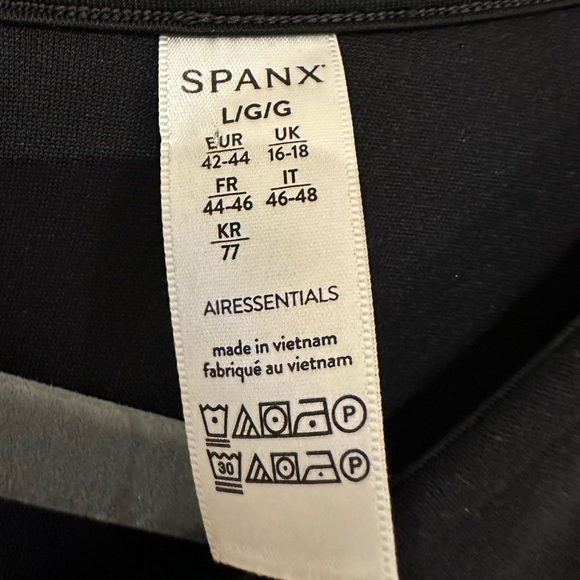 SPANX
L/G/G
EUR UK
42-44 16-18
FR IT
44-46 46-48
KR
77
AIRESSENTIALS
made in vietnam
fabriqué au vietnam
P
30 P